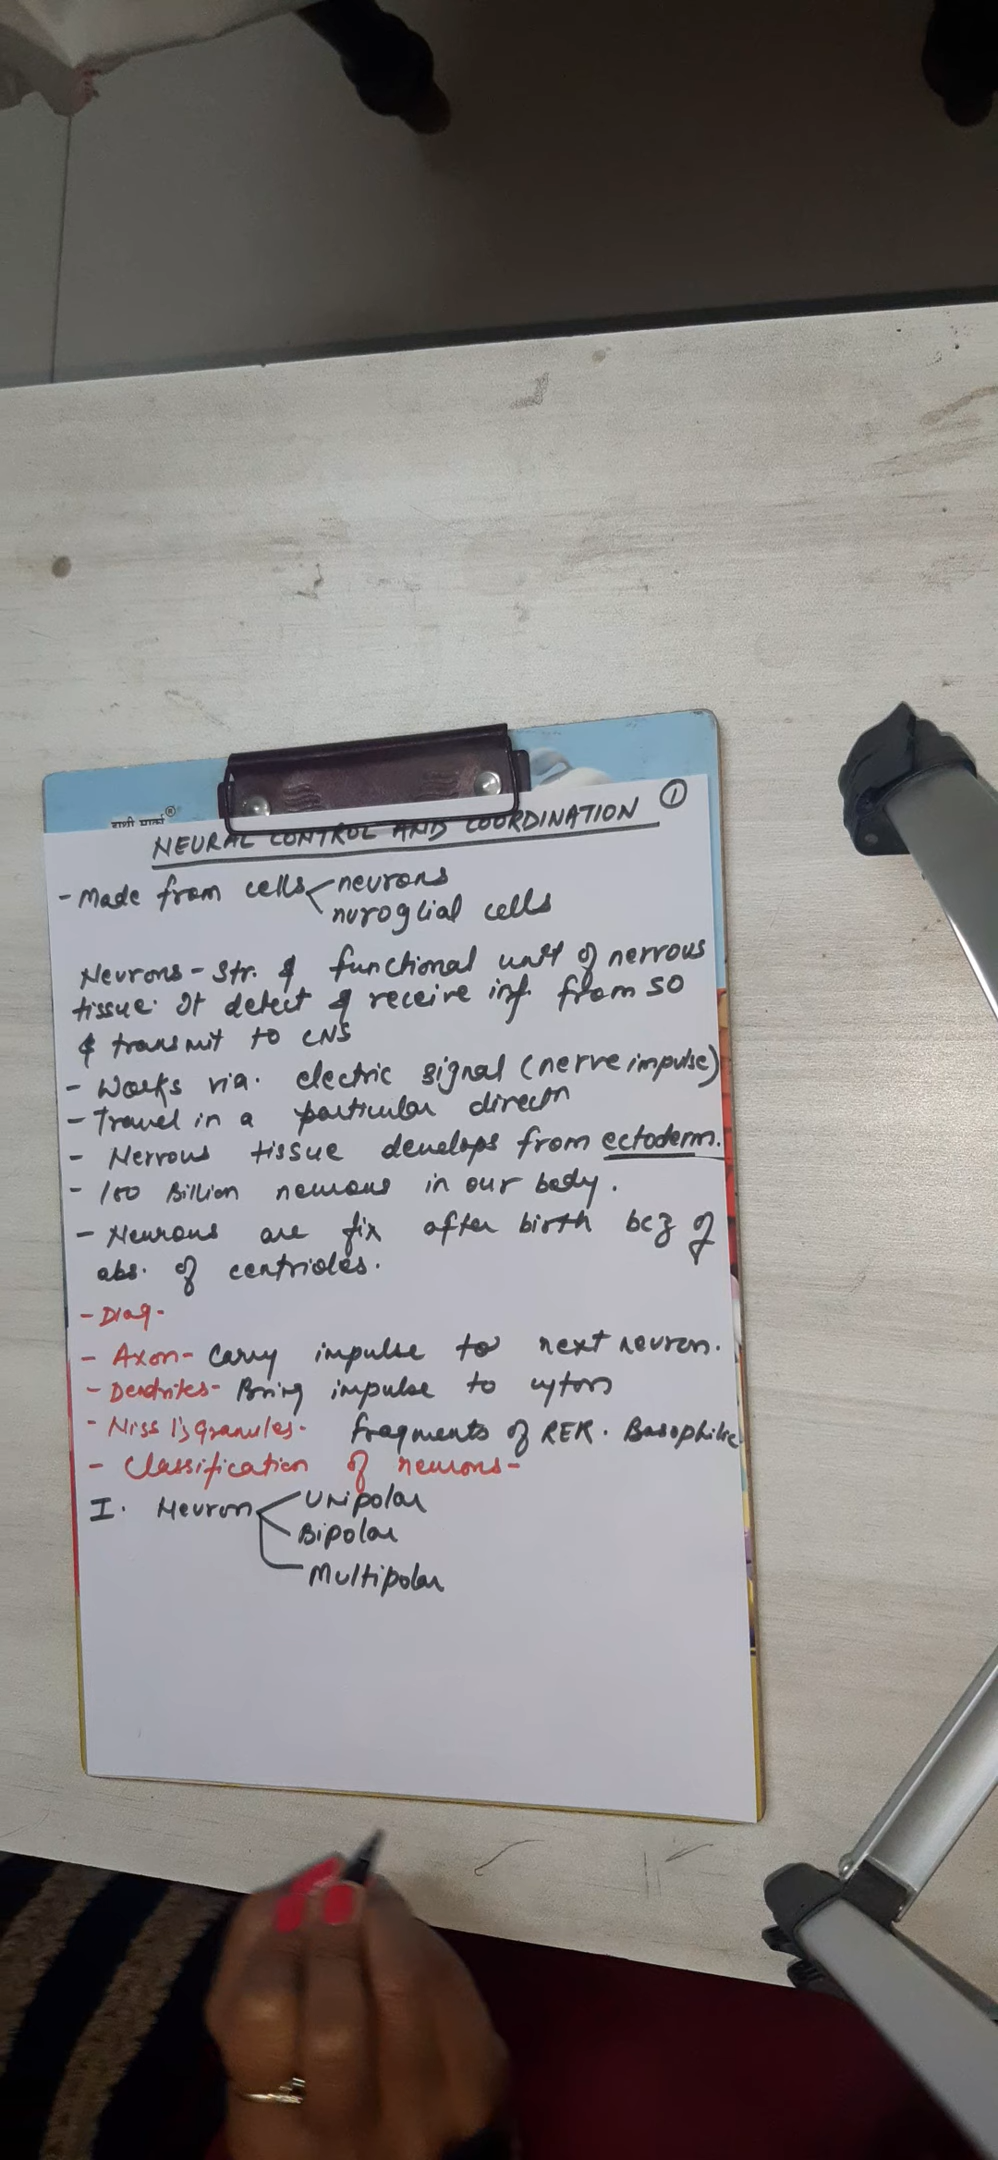 हाथी मार्का®
NEURAL CONTROL AND COORDINATION ①
- Made from cells neurons
nuroglial cells
Neurons - Str. & functional unit of nervous
tissue. It detect & receive inf. from SO
& transmit to CNS
- Works via. electric signal (nerve impulse)
- Travel in a particular directn
- Nervous tissue develops from ectoderm.
- 100 Billion neurons in our body.
- Neurons are fix after birth bcz of
abs. of centrioles.
- Diag -
- Axon - Carry impulse to next neuron.
- Dendrites - Bring impulse to cyton
- Nissl's granules - fragments of RER. Basophilic
- Classification of neurons -
I. Neuron Unipolar
Bipolar
Multipolar